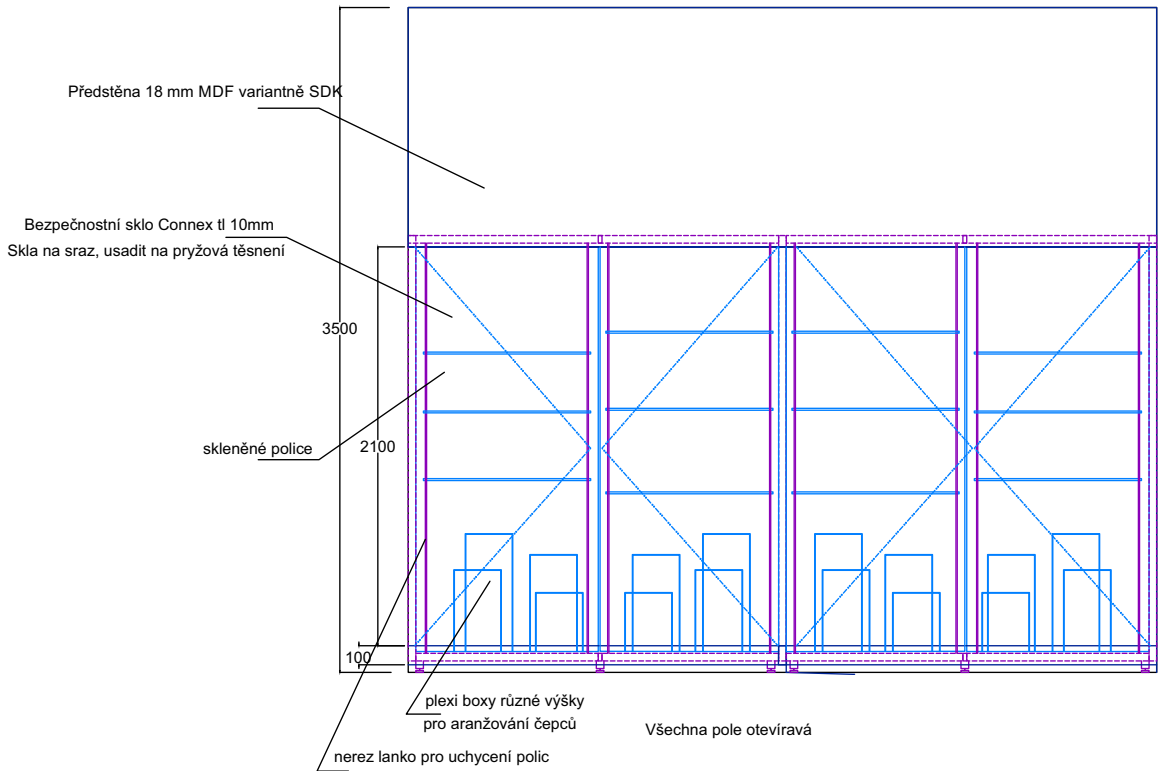 Předstěna 18 mm MDF variantně SDK
Bezpečnostní sklo Connex tl 10mm
Skla na sraz, usadit na pryžová těsnení
3500
2100
skleněné police
100
plexi boxy různé výšky
pro aranžování čepců
Všechna pole otevíravá
nerez lanko pro uchycení polic